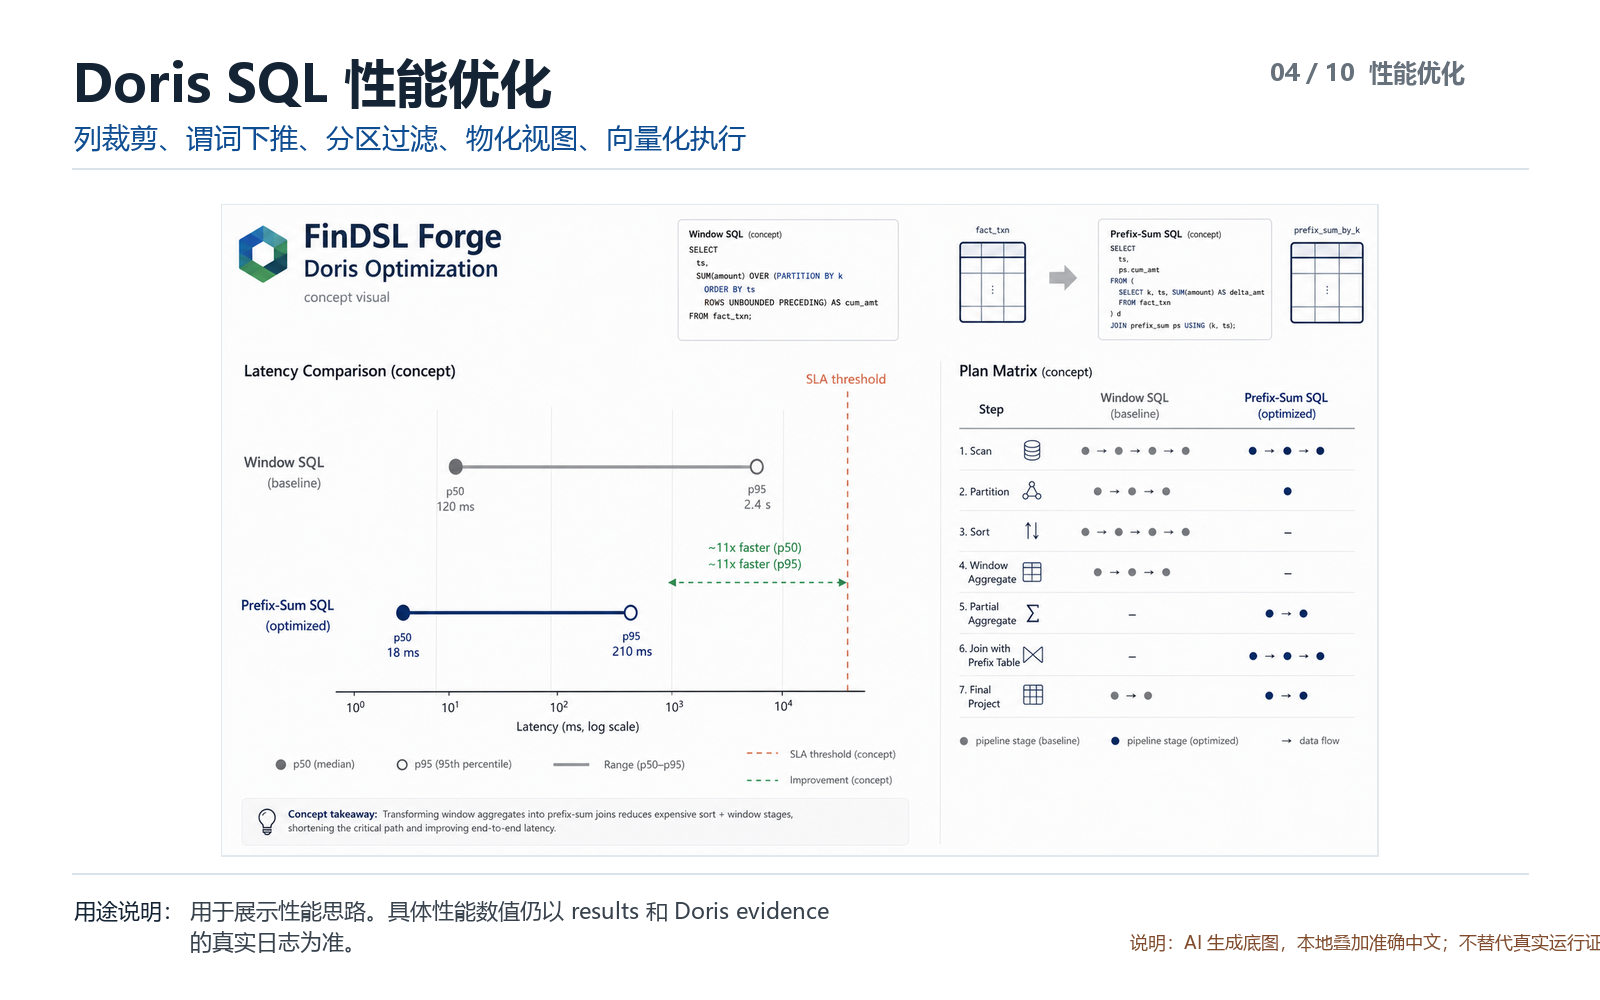 Doris SQL 性能优化
04 / 10 性能优化
列裁剪、谓词下推、分区过滤、物化视图、向量化执行
FinDSL Forge
Doris Optimization
concept visual
Window SQL (concept)
SELECT
ts,
SUM(amount) OVER (PARTITION BY k
ORDER BY ts
ROWS UNBOUNDED PRECEDING) AS cum_amt
FROM fact_txn;
fact_txn
⋮
Prefix-Sum SQL (concept)
SELECT
ts,
ps.cum_amt
FROM (
SELECT k, ts, SUM(amount) AS delta_amt
FROM fact_txn
) d
JOIN prefix_sum ps USING (k, ts);
prefix_sum_by_k
⋮
Latency Comparison (concept)
SLA threshold
Window SQL
(baseline)
p50
120 ms
p95
2.4 s
~11x faster (p50)
~11x faster (p95)
Prefix-Sum SQL
(optimized)
p50
18 ms
p95
210 ms
10⁰ 10¹ 10² 10³ 10⁴
Latency (ms, log scale)
p50 (median)
p95 (95th percentile)
Range (p50–p95)
SLA threshold (concept)
Improvement (concept)
Concept takeaway: Transforming window aggregates into prefix-sum joins reduces expensive sort + window stages,
shortening the critical path and improving end-to-end latency.
Plan Matrix (concept)
Step
Window SQL
(baseline)
Prefix-Sum SQL
(optimized)
1. Scan
2. Partition
3. Sort –
4. Window
Aggregate –
5. Partial
Aggregate –
6. Join with
Prefix Table –
7. Final
Project
pipeline stage (baseline)
pipeline stage (optimized)
→ data flow
用途说明： 用于展示性能思路。具体性能数值仍以 results 和 Doris evidence
的真实日志为准。
说明：AI 生成底图，本地叠加准确中文；不替代真实运行证